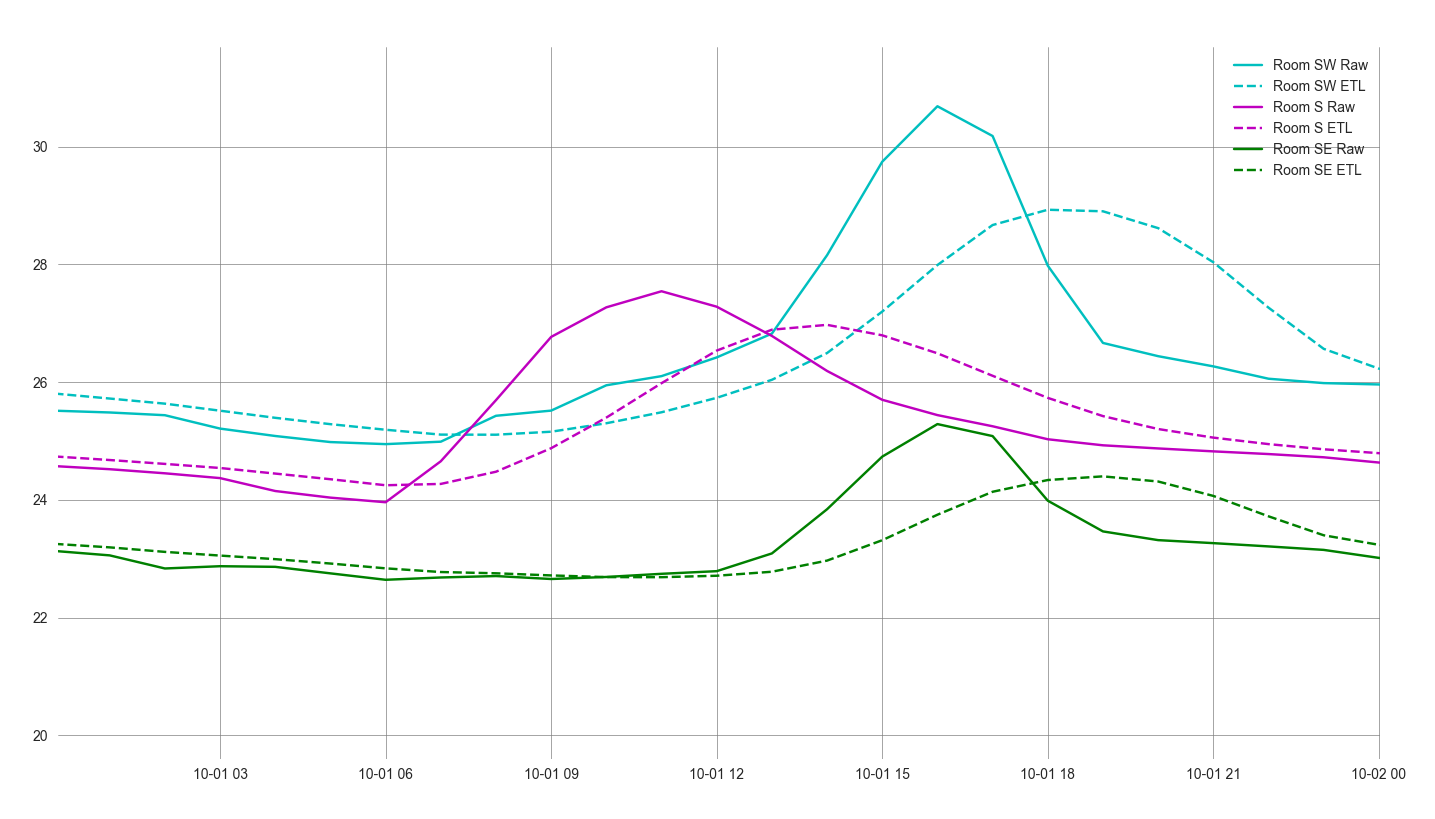 Room SW Raw
Room SW ETL
Room S Raw
Room S ETL
Room SE Raw
Room SE ETL
30
28
26
24
22
20
10-01 03
10-01 06
10-01 09
10-01 12
10-01 15
10-01 18
10-01 21
10-02 00